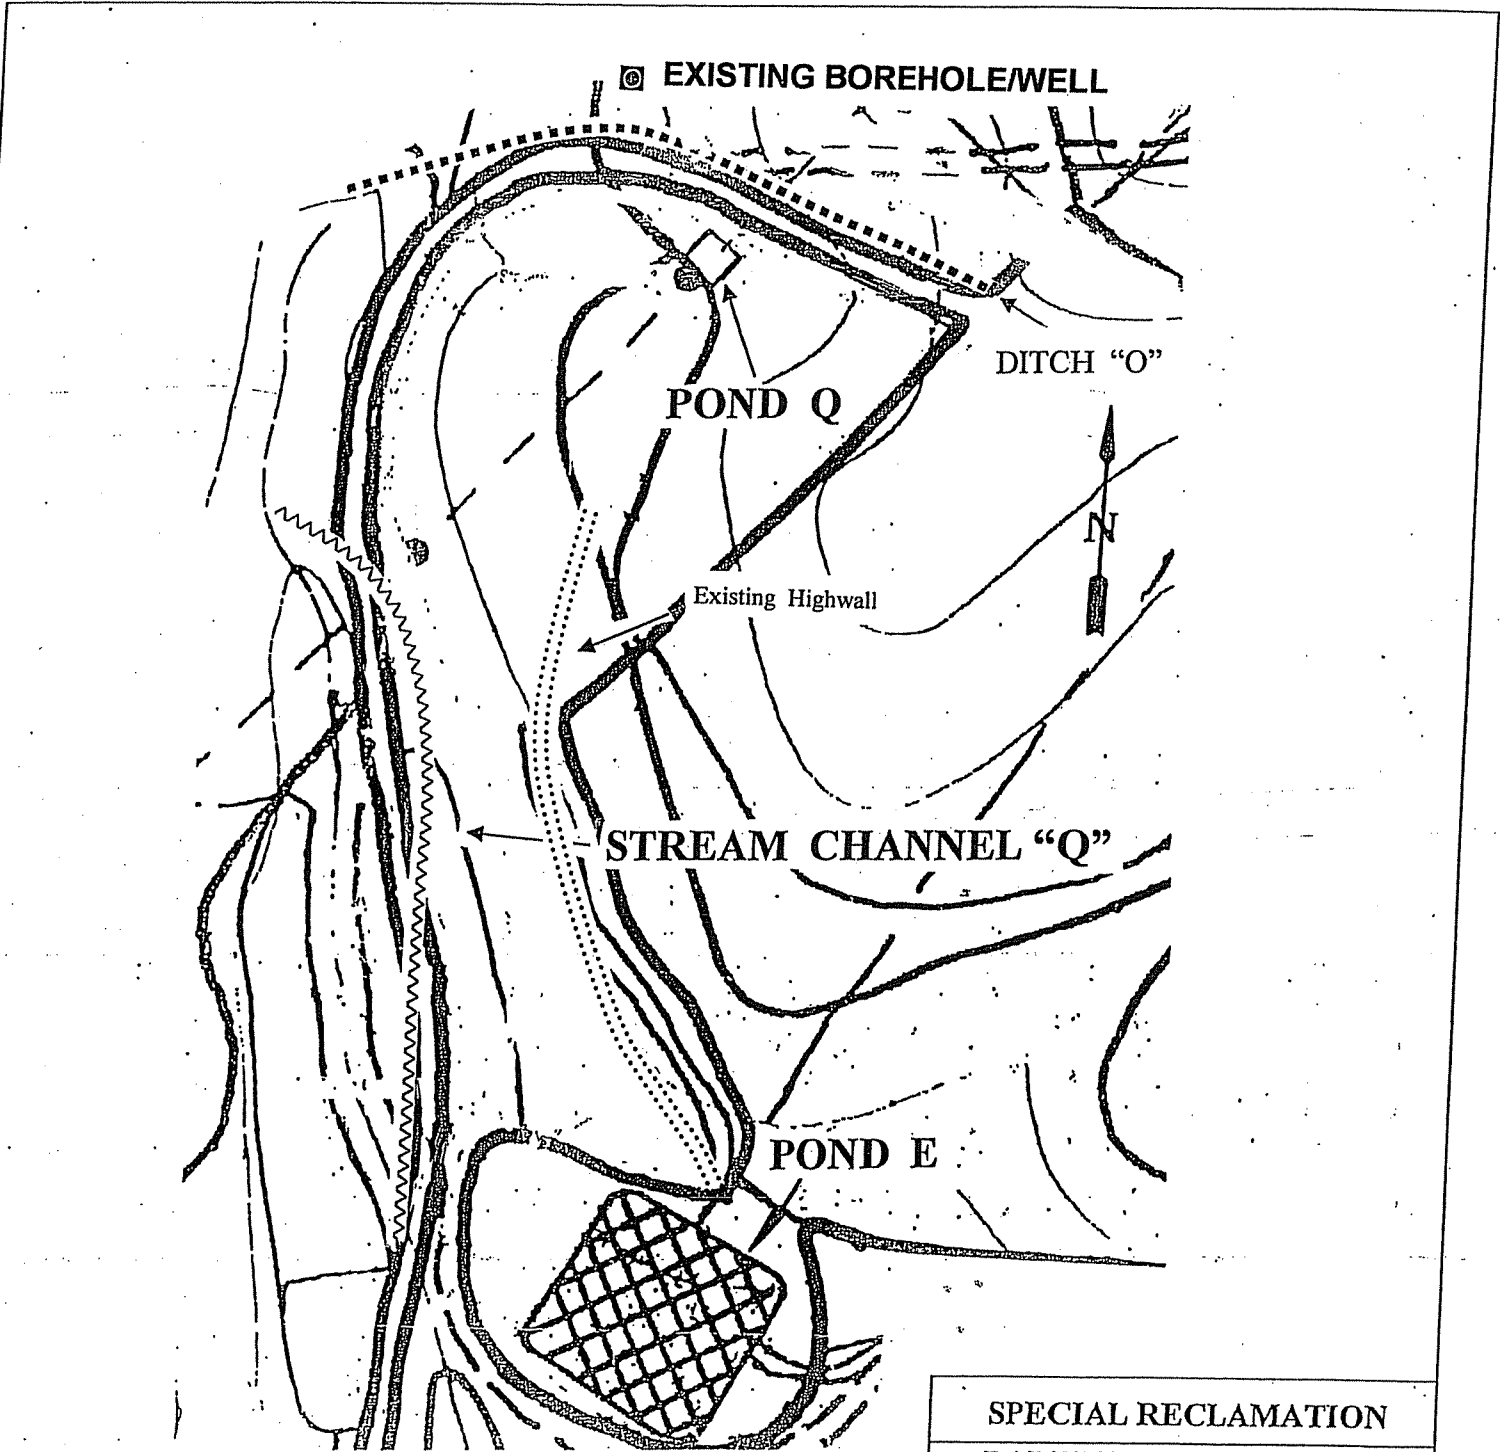 EXISTING BOREHOLE/WELL
DITCH “O”
POND Q
N
Existing Highwall
STREAM CHANNEL “Q”
POND E
SPECIAL RECLAMATION